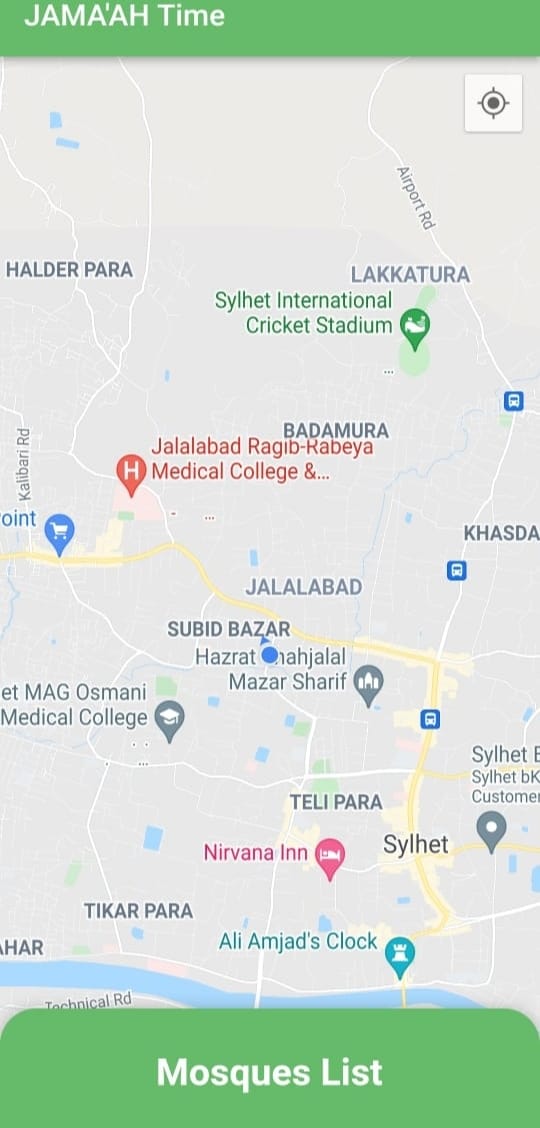 JAMA'AH Time
Airport Rd
HALDER PARA
LAKKATURA
Sylhet International
Cricket Stadium
...
BADAMURA
Kalibari Rd
Jalalabad Ragib-Rabeya
Medical College &...
...
oint
KHASDA
JALALABAD
SUBID BAZAR
Hazrat hahjalal
Mazar Sharif
et MAG Osmani
Medical College
...
Sylhet E
Sylhet bK
Customer
TELI PARA
Nirvana Inn
Sylhet
TIKAR PARA
AHAR
Ali Amjad's Clock
Technical Rd
Mosques List